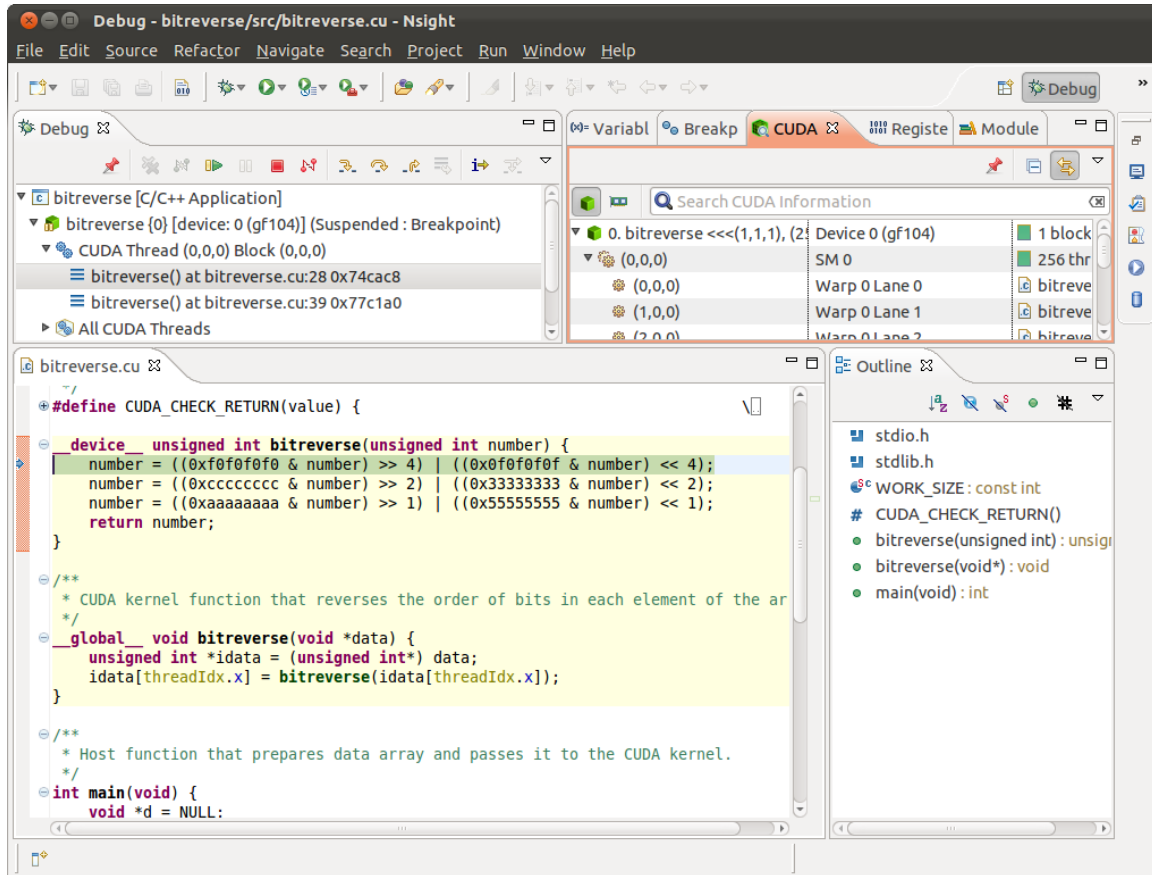 Debug - bitreverse/src/bitreverse.cu - Nsight
File Edit Source Refactor Navigate Search Project Run Window Help
Debug »
Debug
(x)= Variabl Breakp CUDA Registe Module
bitreverse [C/C++ Application]
bitreverse {0} [device: 0 (gf104)] (Suspended : Breakpoint)
CUDA Thread (0,0,0) Block (0,0,0)
bitreverse() at bitreverse.cu:28 0x74cac8
bitreverse() at bitreverse.cu:39 0x77c1a0
All CUDA Threads
Search CUDA Information
0. bitreverse <<<(1,1,1), (25 Device 0 (gf104) 1 block
(0,0,0) SM 0 256 thr
(0,0,0) Warp 0 Lane 0 bitreve
(1,0,0) Warp 0 Lane 1 bitreve
(2,0,0) Warp 0 Lane 2 bitreve
bitreverse.cu
*/
#define CUDA_CHECK_RETURN(value) { \
__device__ unsigned int bitreverse(unsigned int number) {
number = ((0xf0f0f0f0 & number) >> 4) | ((0x0f0f0f0f & number) << 4);
number = ((0xcccccccc & number) >> 2) | ((0x33333333 & number) << 2);
number = ((0xaaaaaaaa & number) >> 1) | ((0x55555555 & number) << 1);
return number;
}
/**
* CUDA kernel function that reverses the order of bits in each element of the ar
*/
__global__ void bitreverse(void *data) {
unsigned int *idata = (unsigned int*) data;
idata[threadIdx.x] = bitreverse(idata[threadIdx.x]);
}
/**
* Host function that prepares data array and passes it to the CUDA kernel.
*/
int main(void) {
void *d = NULL;
Outline
stdio.h
stdlib.h
WORK_SIZE : const int
# CUDA_CHECK_RETURN()
bitreverse(unsigned int) : unsign
bitreverse(void*) : void
main(void) : int